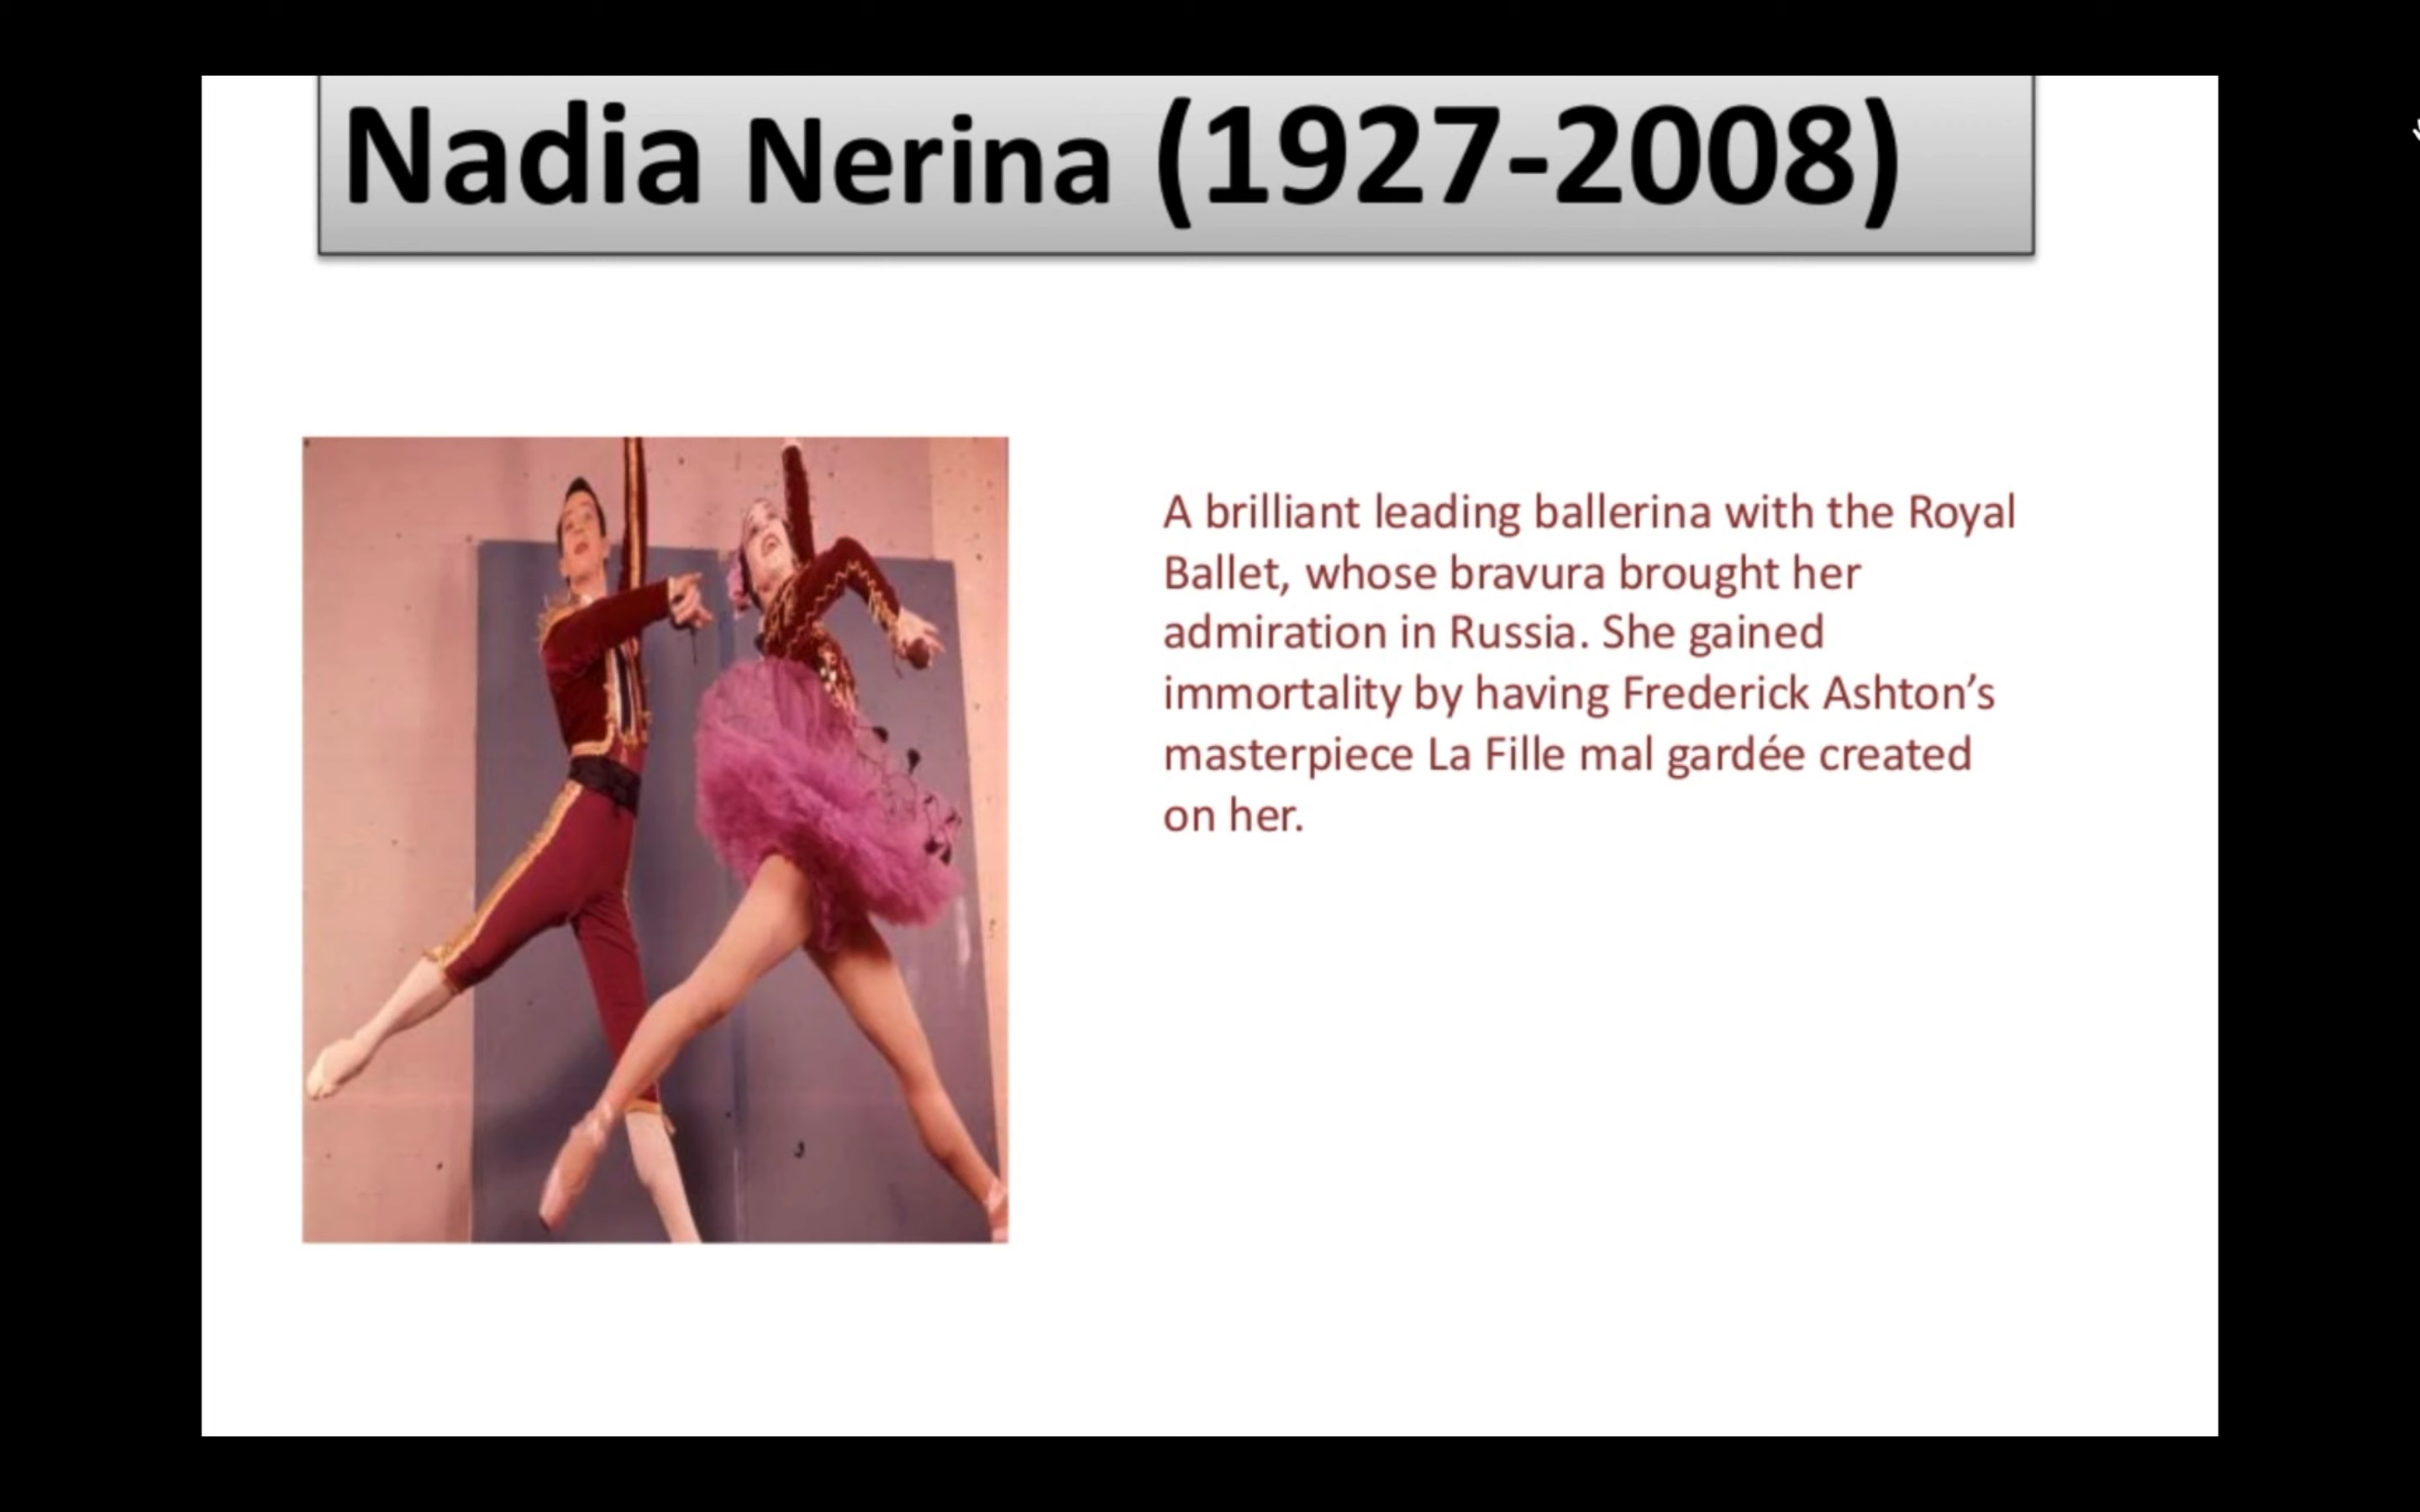 Nadia Nerina (1927-2008)
A brilliant leading ballerina with the Royal
Ballet, whose bravura brought her
admiration in Russia. She gained
immortality by having Frederick Ashton’s
masterpiece La Fille mal gardée created
on her.